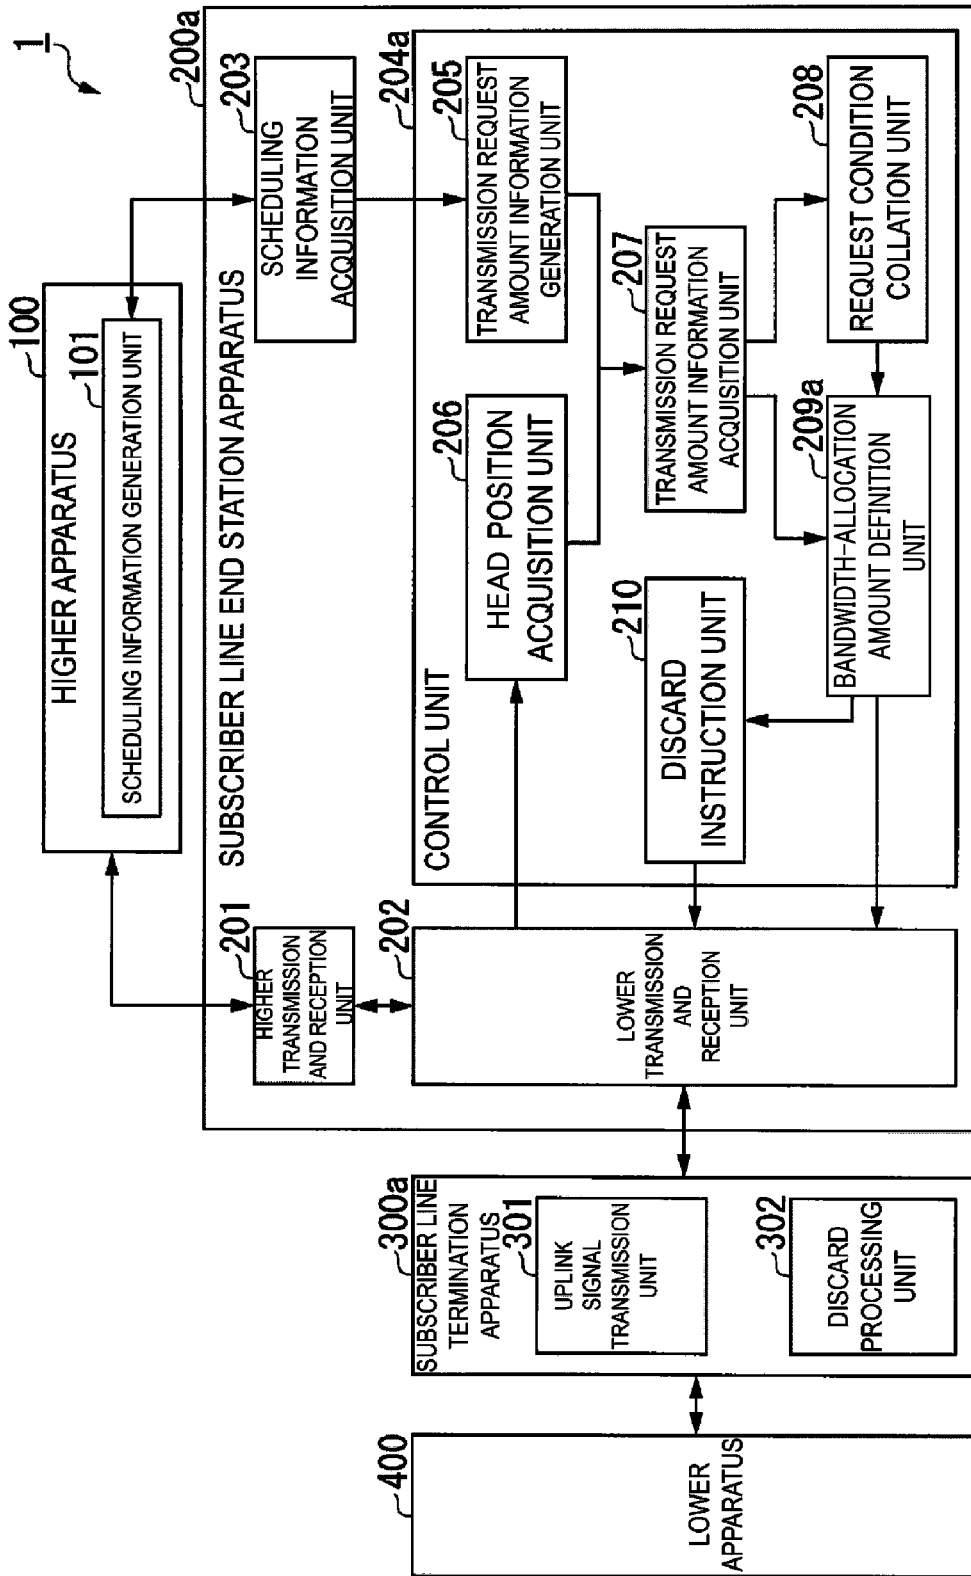 1
100
HIGHER APPARATUS
101
SCHEDULING INFORMATION GENERATION UNIT
200a
SUBSCRIBER LINE END STATION APPARATUS
201
HIGHER
TRANSMISSION
AND RECEPTION
UNIT
203
SCHEDULING
INFORMATION
ACQUISITION UNIT
202
LOWER
TRANSMISSION
AND
RECEPTION
UNIT
204a
CONTROL UNIT
206
HEAD POSITION
ACQUISITION UNIT
205
TRANSMISSION REQUEST
AMOUNT INFORMATION
GENERATION UNIT
210
DISCARD
INSTRUCTION UNIT
207
TRANSMISSION REQUEST
AMOUNT INFORMATION
ACQUISITION UNIT
209a
BANDWIDTH-ALLOCATION
AMOUNT DEFINITION
UNIT
208
REQUEST CONDITION
COLLATION UNIT
300a
SUBSCRIBER LINE
TERMINATION
APPARATUS
301
UPLINK
SIGNAL
TRANSMISSION
UNIT
302
DISCARD
PROCESSING
UNIT
400
LOWER
APPARATUS